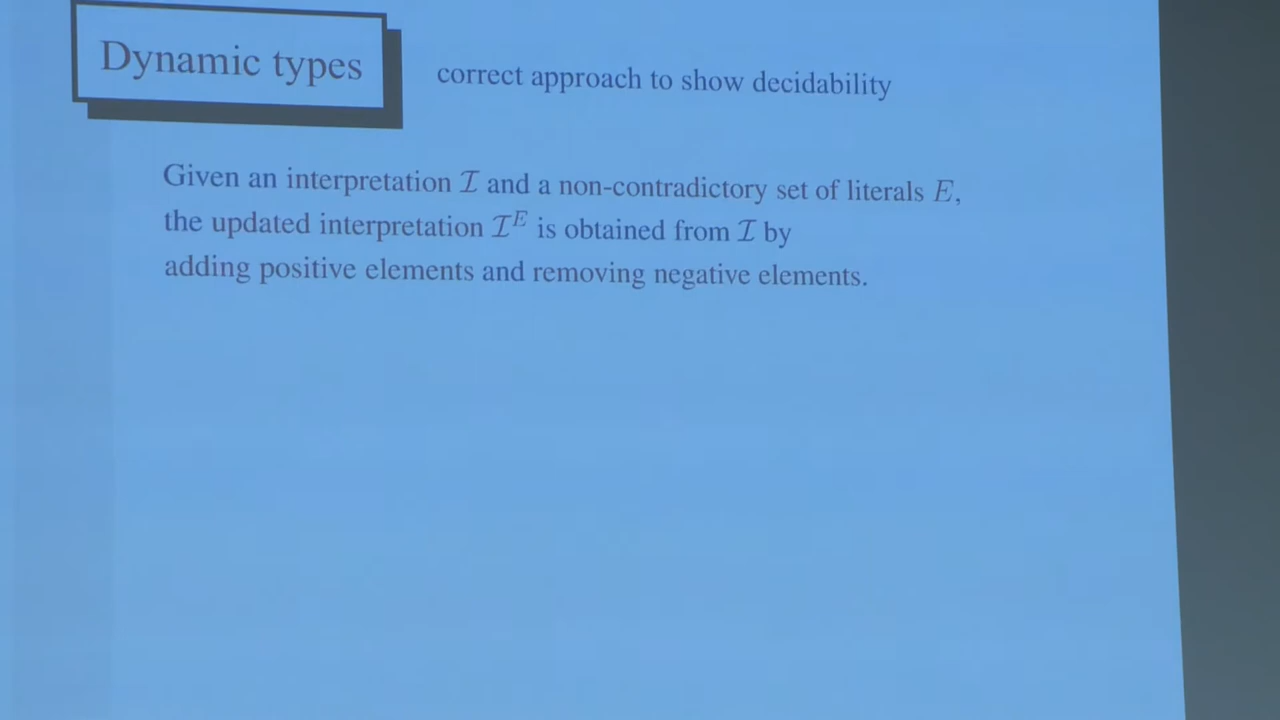 Dynamic types
correct approach to show decidability
Given an interpretation ℐ and a non-contradictory set of literals E,
the updated interpretation ℐ^E is obtained from ℐ by
adding positive elements and removing negative elements.